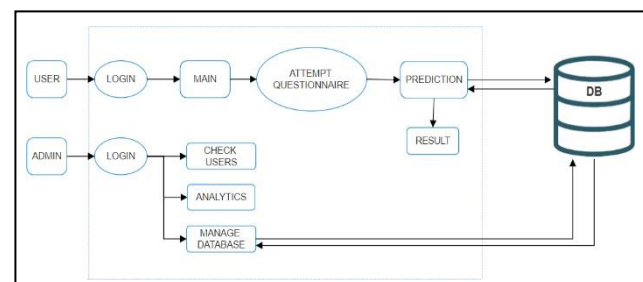 USER
LOGIN
MAIN
ATTEMPT
QUESTIONNAIRE
PREDICTION
DB
RESULT
ADMIN
LOGIN
CHECK
USERS
ANALYTICS
MANAGE
DATABASE